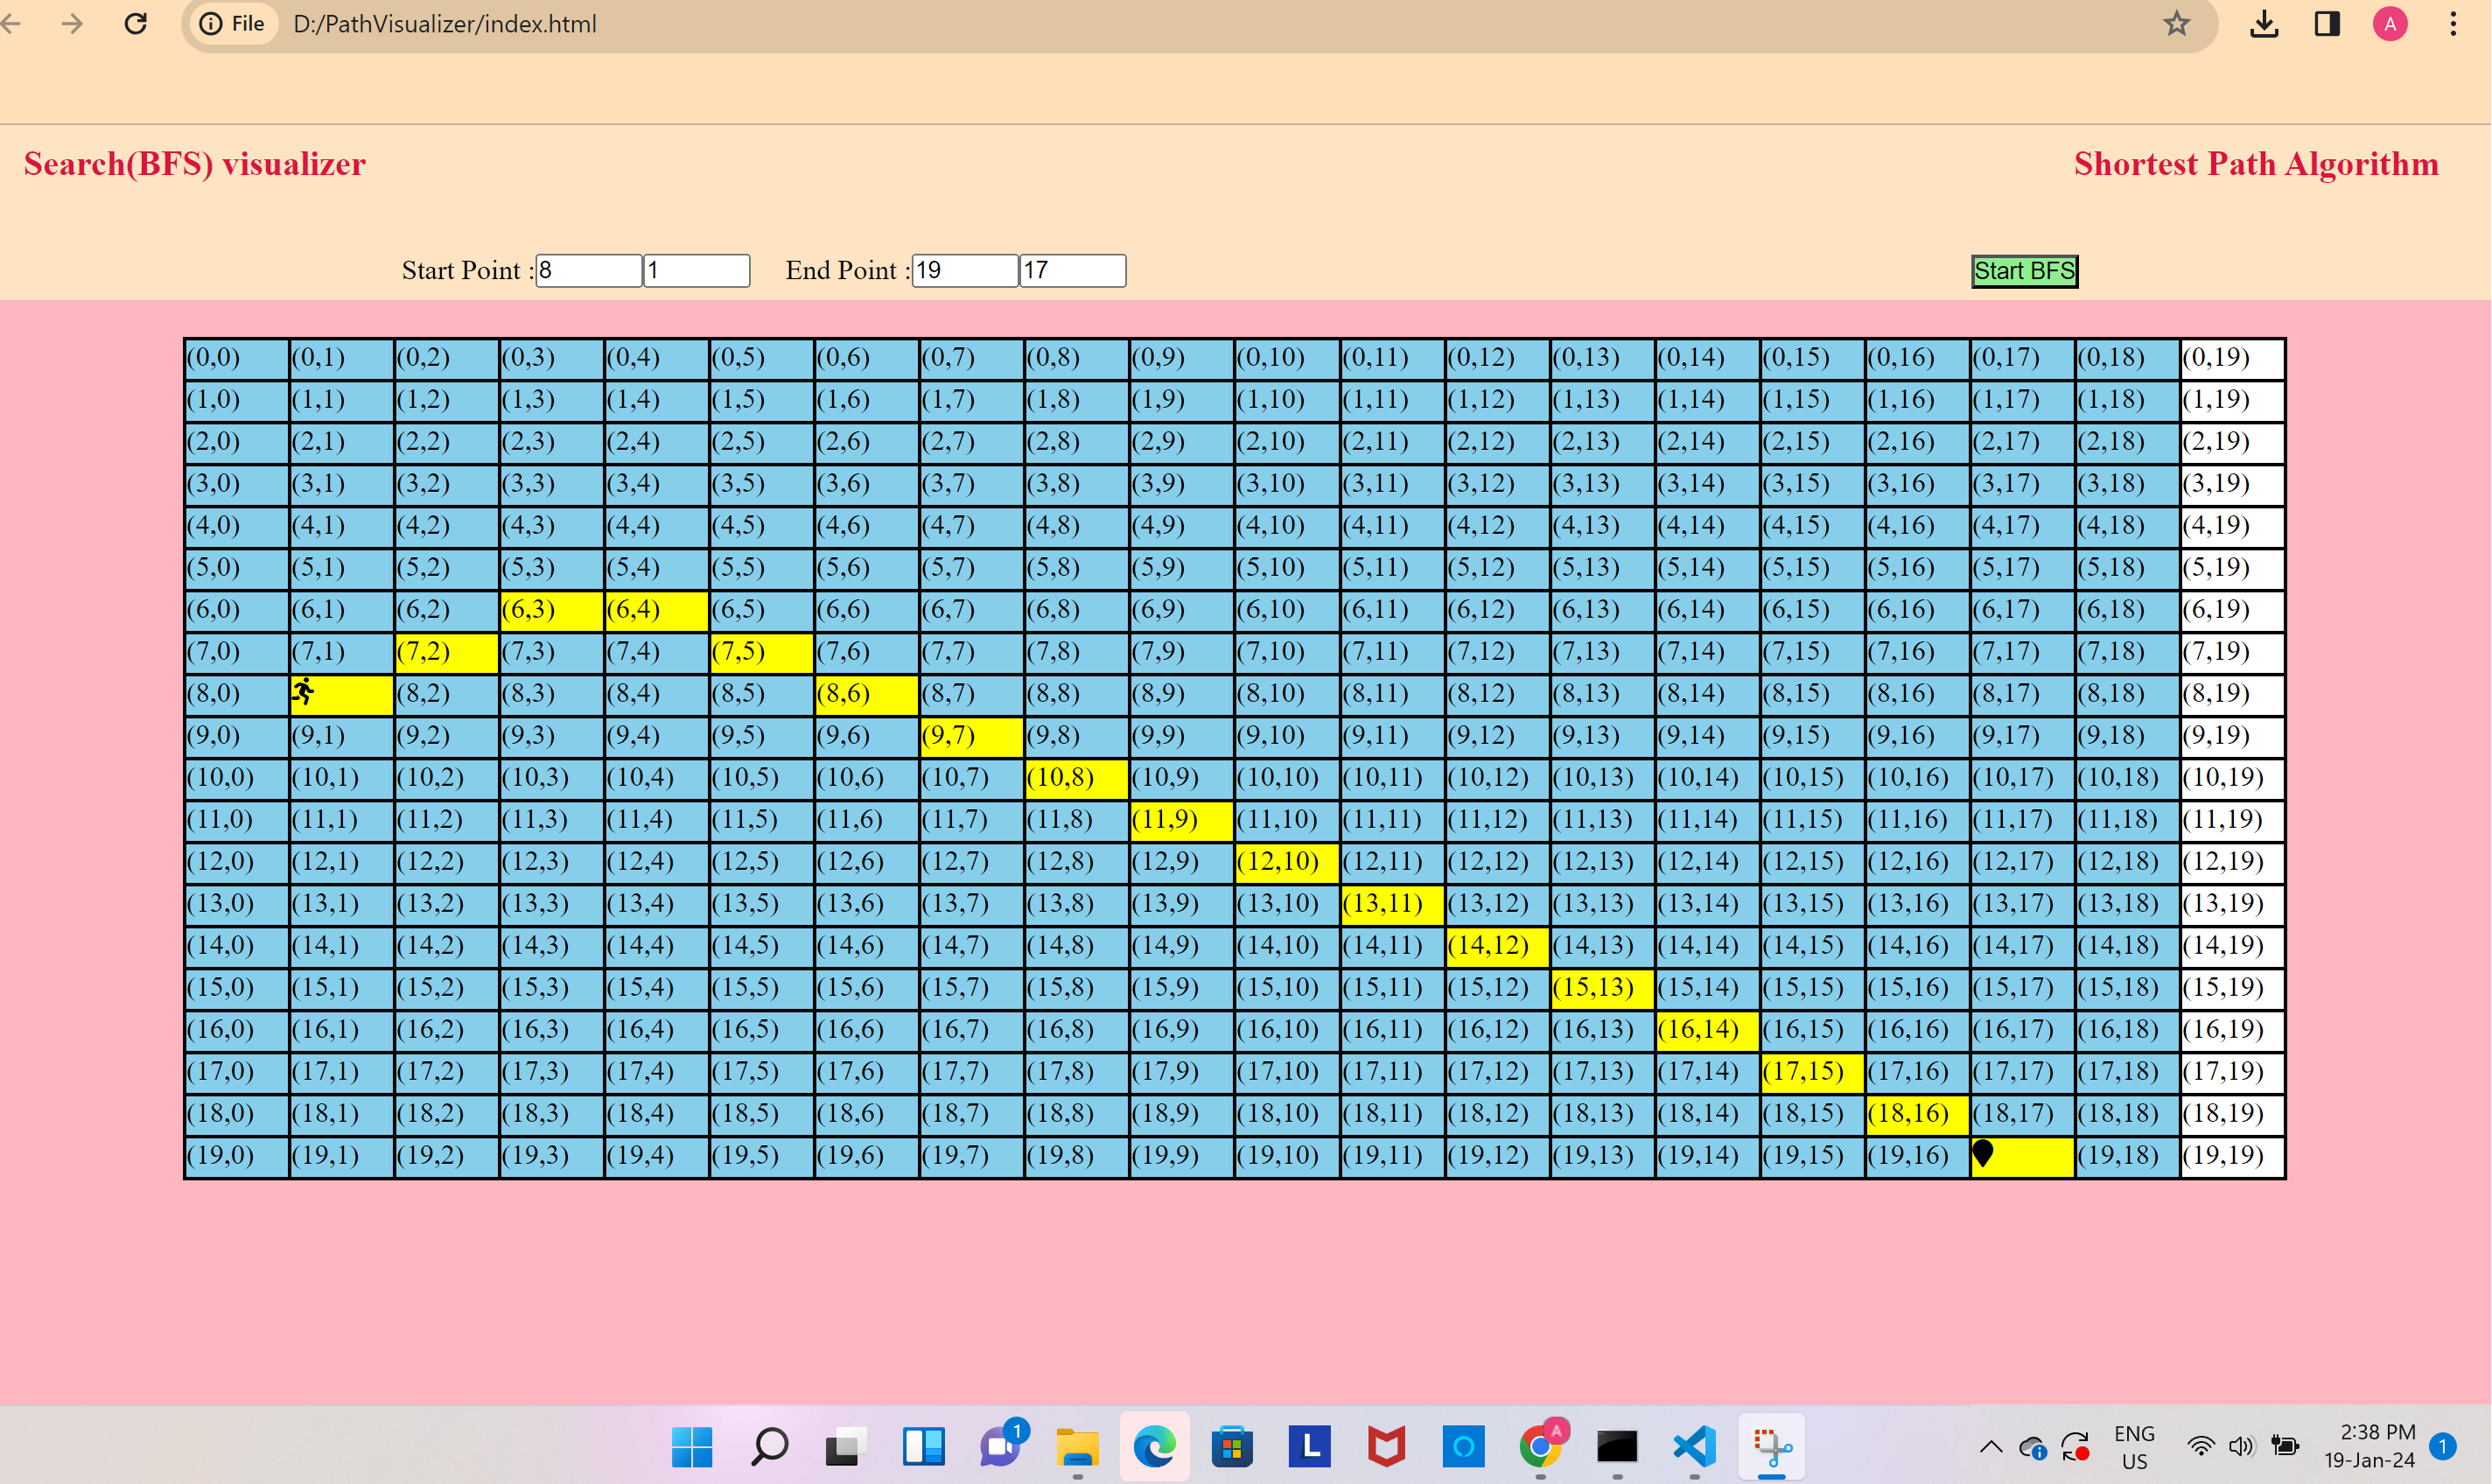 File D:/PathVisualizer/index.html A
Search(BFS) visualizer Shortest Path Algorithm
Start Point : 8 1 End Point : 19 17 Start BFS
(0,0) (0,1) (0,2) (0,3) (0,4) (0,5) (0,6) (0,7) (0,8) (0,9) (0,10) (0,11) (0,12) (0,13) (0,14) (0,15) (0,16) (0,17) (0,18) (0,19)
(1,0) (1,1) (1,2) (1,3) (1,4) (1,5) (1,6) (1,7) (1,8) (1,9) (1,10) (1,11) (1,12) (1,13) (1,14) (1,15) (1,16) (1,17) (1,18) (1,19)
(2,0) (2,1) (2,2) (2,3) (2,4) (2,5) (2,6) (2,7) (2,8) (2,9) (2,10) (2,11) (2,12) (2,13) (2,14) (2,15) (2,16) (2,17) (2,18) (2,19)
(3,0) (3,1) (3,2) (3,3) (3,4) (3,5) (3,6) (3,7) (3,8) (3,9) (3,10) (3,11) (3,12) (3,13) (3,14) (3,15) (3,16) (3,17) (3,18) (3,19)
(4,0) (4,1) (4,2) (4,3) (4,4) (4,5) (4,6) (4,7) (4,8) (4,9) (4,10) (4,11) (4,12) (4,13) (4,14) (4,15) (4,16) (4,17) (4,18) (4,19)
(5,0) (5,1) (5,2) (5,3) (5,4) (5,5) (5,6) (5,7) (5,8) (5,9) (5,10) (5,11) (5,12) (5,13) (5,14) (5,15) (5,16) (5,17) (5,18) (5,19)
(6,0) (6,1) (6,2) (6,3) (6,4) (6,5) (6,6) (6,7) (6,8) (6,9) (6,10) (6,11) (6,12) (6,13) (6,14) (6,15) (6,16) (6,17) (6,18) (6,19)
(7,0) (7,1) (7,2) (7,3) (7,4) (7,5) (7,6) (7,7) (7,8) (7,9) (7,10) (7,11) (7,12) (7,13) (7,14) (7,15) (7,16) (7,17) (7,18) (7,19)
(8,0) (8,2) (8,3) (8,4) (8,5) (8,6) (8,7) (8,8) (8,9) (8,10) (8,11) (8,12) (8,13) (8,14) (8,15) (8,16) (8,17) (8,18) (8,19)
(9,0) (9,1) (9,2) (9,3) (9,4) (9,5) (9,6) (9,7) (9,8) (9,9) (9,10) (9,11) (9,12) (9,13) (9,14) (9,15) (9,16) (9,17) (9,18) (9,19)
(10,0) (10,1) (10,2) (10,3) (10,4) (10,5) (10,6) (10,7) (10,8) (10,9) (10,10) (10,11) (10,12) (10,13) (10,14) (10,15) (10,16) (10,17) (10,18) (10,19)
(11,0) (11,1) (11,2) (11,3) (11,4) (11,5) (11,6) (11,7) (11,8) (11,9) (11,10) (11,11) (11,12) (11,13) (11,14) (11,15) (11,16) (11,17) (11,18) (11,19)
(12,0) (12,1) (12,2) (12,3) (12,4) (12,5) (12,6) (12,7) (12,8) (12,9) (12,10) (12,11) (12,12) (12,13) (12,14) (12,15) (12,16) (12,17) (12,18) (12,19)
(13,0) (13,1) (13,2) (13,3) (13,4) (13,5) (13,6) (13,7) (13,8) (13,9) (13,10) (13,11) (13,12) (13,13) (13,14) (13,15) (13,16) (13,17) (13,18) (13,19)
(14,0) (14,1) (14,2) (14,3) (14,4) (14,5) (14,6) (14,7) (14,8) (14,9) (14,10) (14,11) (14,12) (14,13) (14,14) (14,15) (14,16) (14,17) (14,18) (14,19)
(15,0) (15,1) (15,2) (15,3) (15,4) (15,5) (15,6) (15,7) (15,8) (15,9) (15,10) (15,11) (15,12) (15,13) (15,14) (15,15) (15,16) (15,17) (15,18) (15,19)
(16,0) (16,1) (16,2) (16,3) (16,4) (16,5) (16,6) (16,7) (16,8) (16,9) (16,10) (16,11) (16,12) (16,13) (16,14) (16,15) (16,16) (16,17) (16,18) (16,19)
(17,0) (17,1) (17,2) (17,3) (17,4) (17,5) (17,6) (17,7) (17,8) (17,9) (17,10) (17,11) (17,12) (17,13) (17,14) (17,15) (17,16) (17,17) (17,18) (17,19)
(18,0) (18,1) (18,2) (18,3) (18,4) (18,5) (18,6) (18,7) (18,8) (18,9) (18,10) (18,11) (18,12) (18,13) (18,14) (18,15) (18,16) (18,17) (18,18) (18,19)
(19,0) (19,1) (19,2) (19,3) (19,4) (19,5) (19,6) (19,7) (19,8) (19,9) (19,10) (19,11) (19,12) (19,13) (19,14) (19,15) (19,16) (19,18) (19,19)
1 L A ENG 2:38 PM 1
US 19-Jan-24